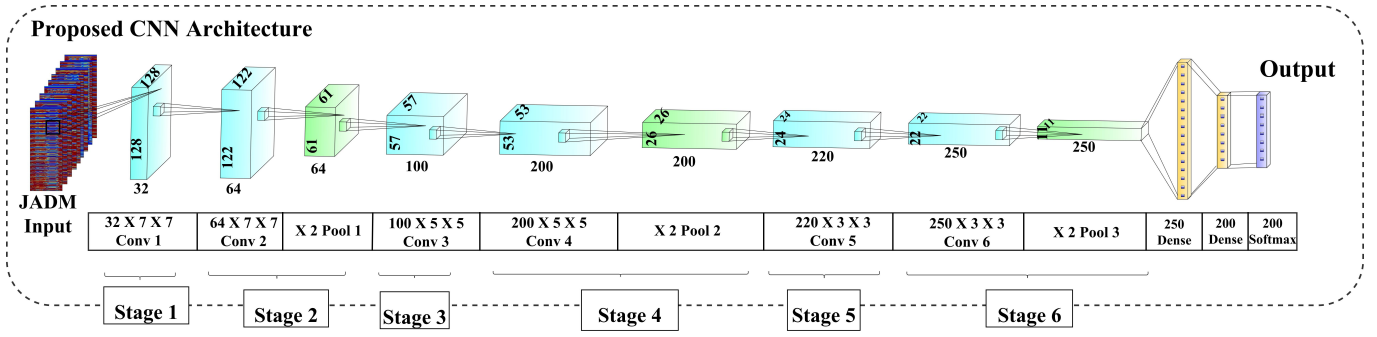 Proposed CNN Architecture
JADM
Input
128
128
32
122
122
64
61
61
64
57
57
100
53
53
200
26
26
200
24
24
220
22
22
250
11
11
250
Output
32 X 7 X 7
Conv 1
64 X 7 X 7
Conv 2
X 2 Pool 1
100 X 5 X 5
Conv 3
200 X 5 X 5
Conv 4
X 2 Pool 2
220 X 3 X 3
Conv 5
250 X 3 X 3
Conv 6
X 2 Pool 3
250
Dense
200
Dense
200
Softmax
Stage 1
Stage 2
Stage 3
Stage 4
Stage 5
Stage 6